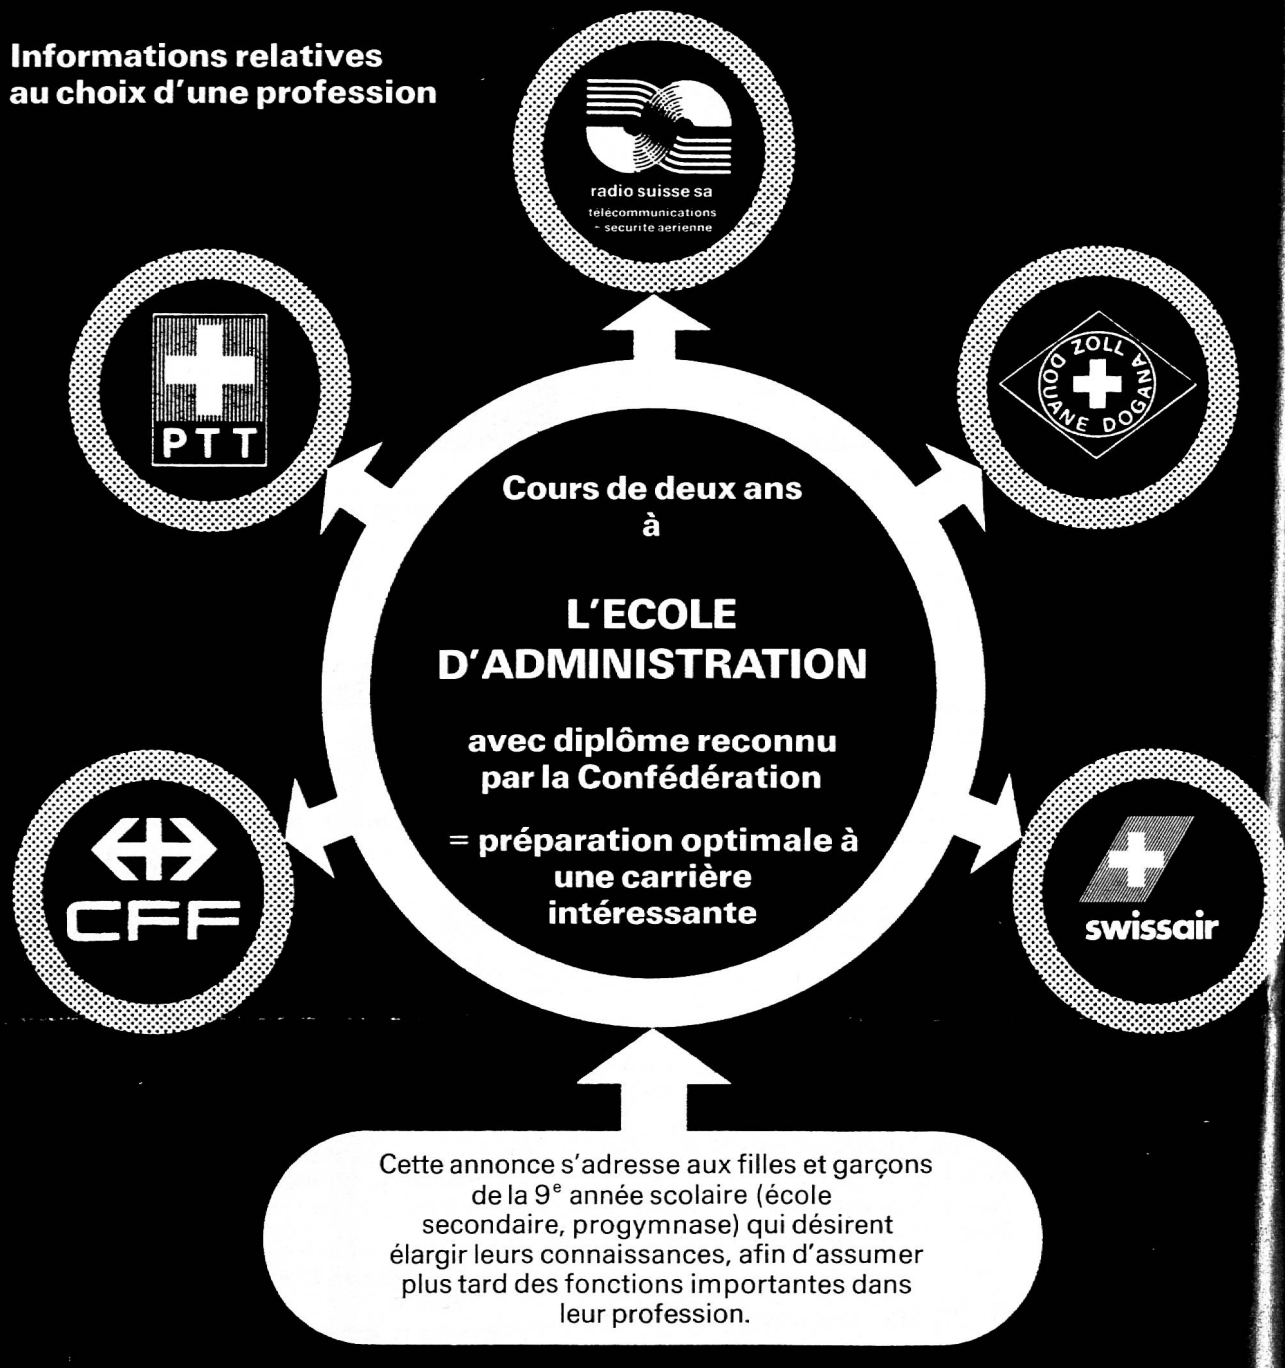 Informations relatives
au choix d'une profession
radio suisse sa
télécommunications
- securite aerienne
PTT
ZOLL DOGANA DOUANE
Cours de deux ans
à
L'ECOLE
D'ADMINISTRATION
avec diplôme reconnu
par la Confédération
= préparation optimale à
une carrière
intéressante
CFF
swissair
Cette annonce s'adresse aux filles et garçons
de la 9e année scolaire (école
secondaire, progymnase) qui désirent
élargir leurs connaissances, afin d'assumer
plus tard des fonctions importantes dans
leur profession.